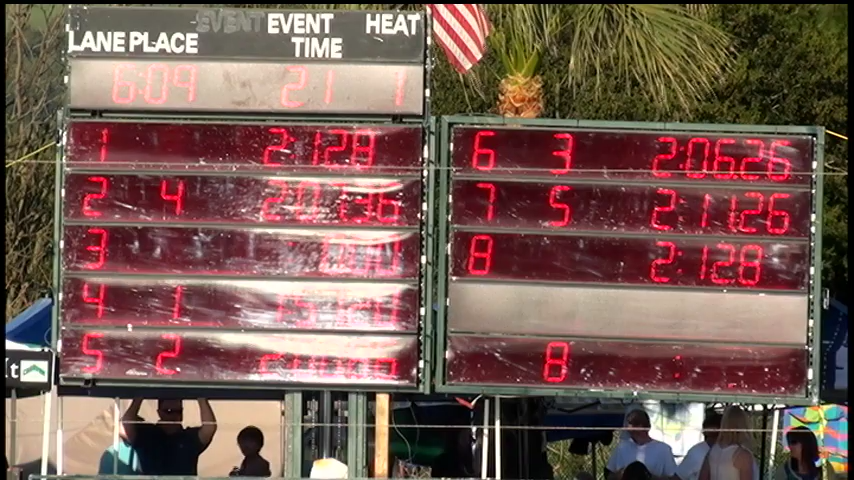 EVENT EVENT HEAT
LANE PLACE TIME
6:09 21 1
1 2:12.8
2 4 2:07.36
3
4 1
5 2
6 3 2:06.26
7 5 2:11.26
8 2:12.8
8 :